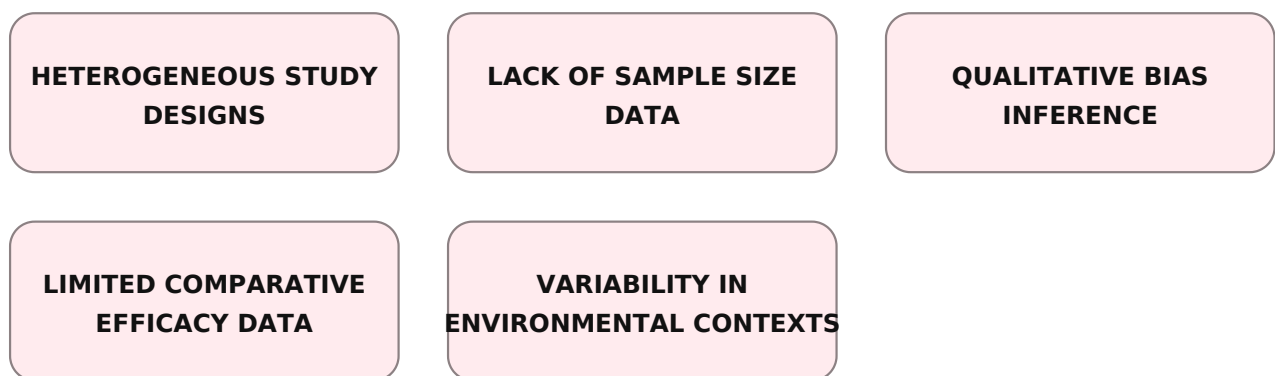 HETEROGENEOUS STUDY
DESIGNS
LACK OF SAMPLE SIZE
DATA
QUALITATIVE BIAS
INFERENCE
LIMITED COMPARATIVE
EFFICACY DATA
VARIABILITY IN
ENVIRONMENTAL CONTEXTS